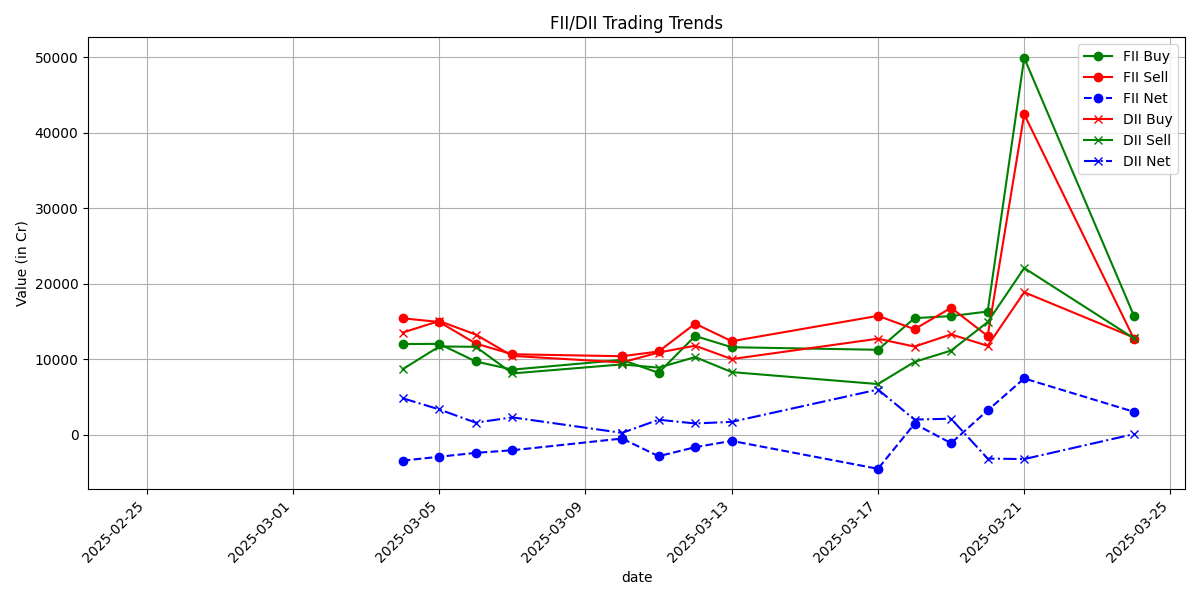 FII/DII Trading Trends
50000
40000
30000
20000
10000
0
Value (in Cr)
FII Buy
FII Sell
FII Net
DII Buy
DII Sell
DII Net
2025-02-25
2025-03-01
2025-03-05
2025-03-09
2025-03-13
2025-03-17
2025-03-21
2025-03-25
date